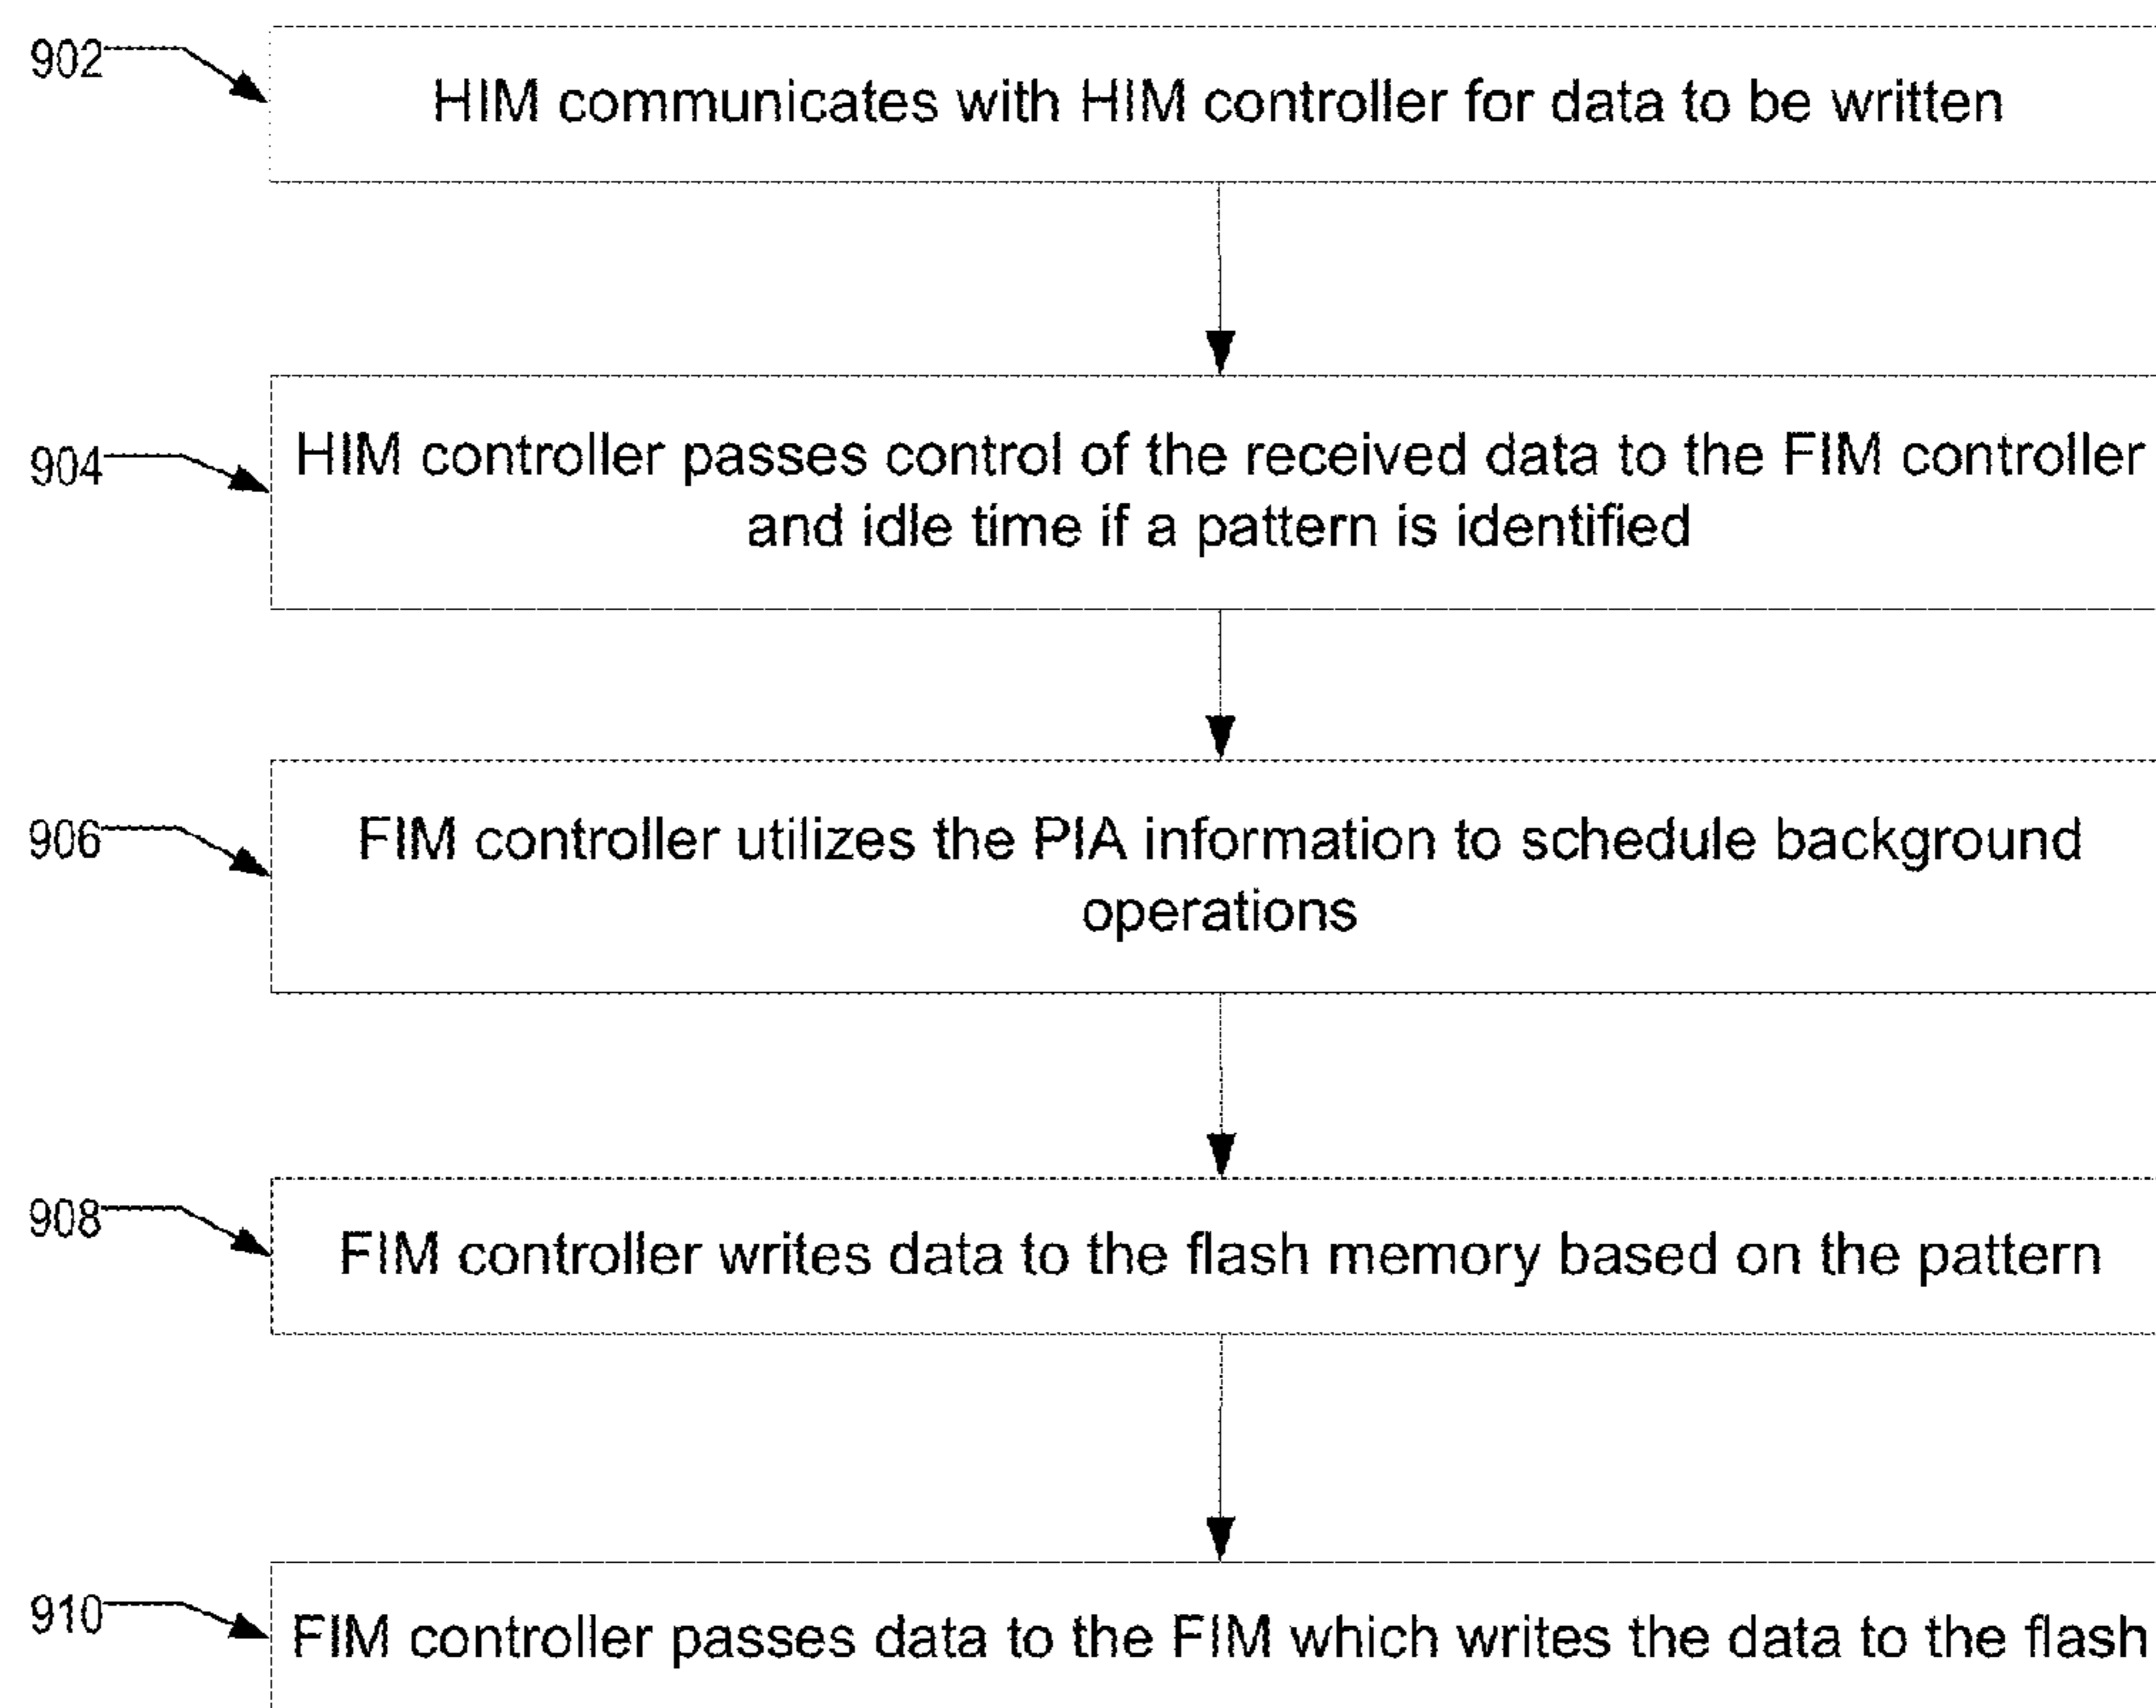 902
HIM communicates with HIM controller for data to be written
904
HIM controller passes control of the received data to the FIM controller
and idle time if a pattern is identified
906
FIM controller utilizes the PIA information to schedule background
operations
908
FIM controller writes data to the flash memory based on the pattern
910
FIM controller passes data to the FIM which writes the data to the flash